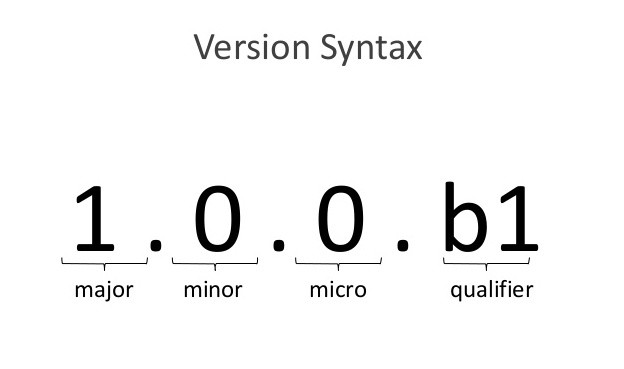 Version Syntax
1.0.0.b1
major minor micro qualifier